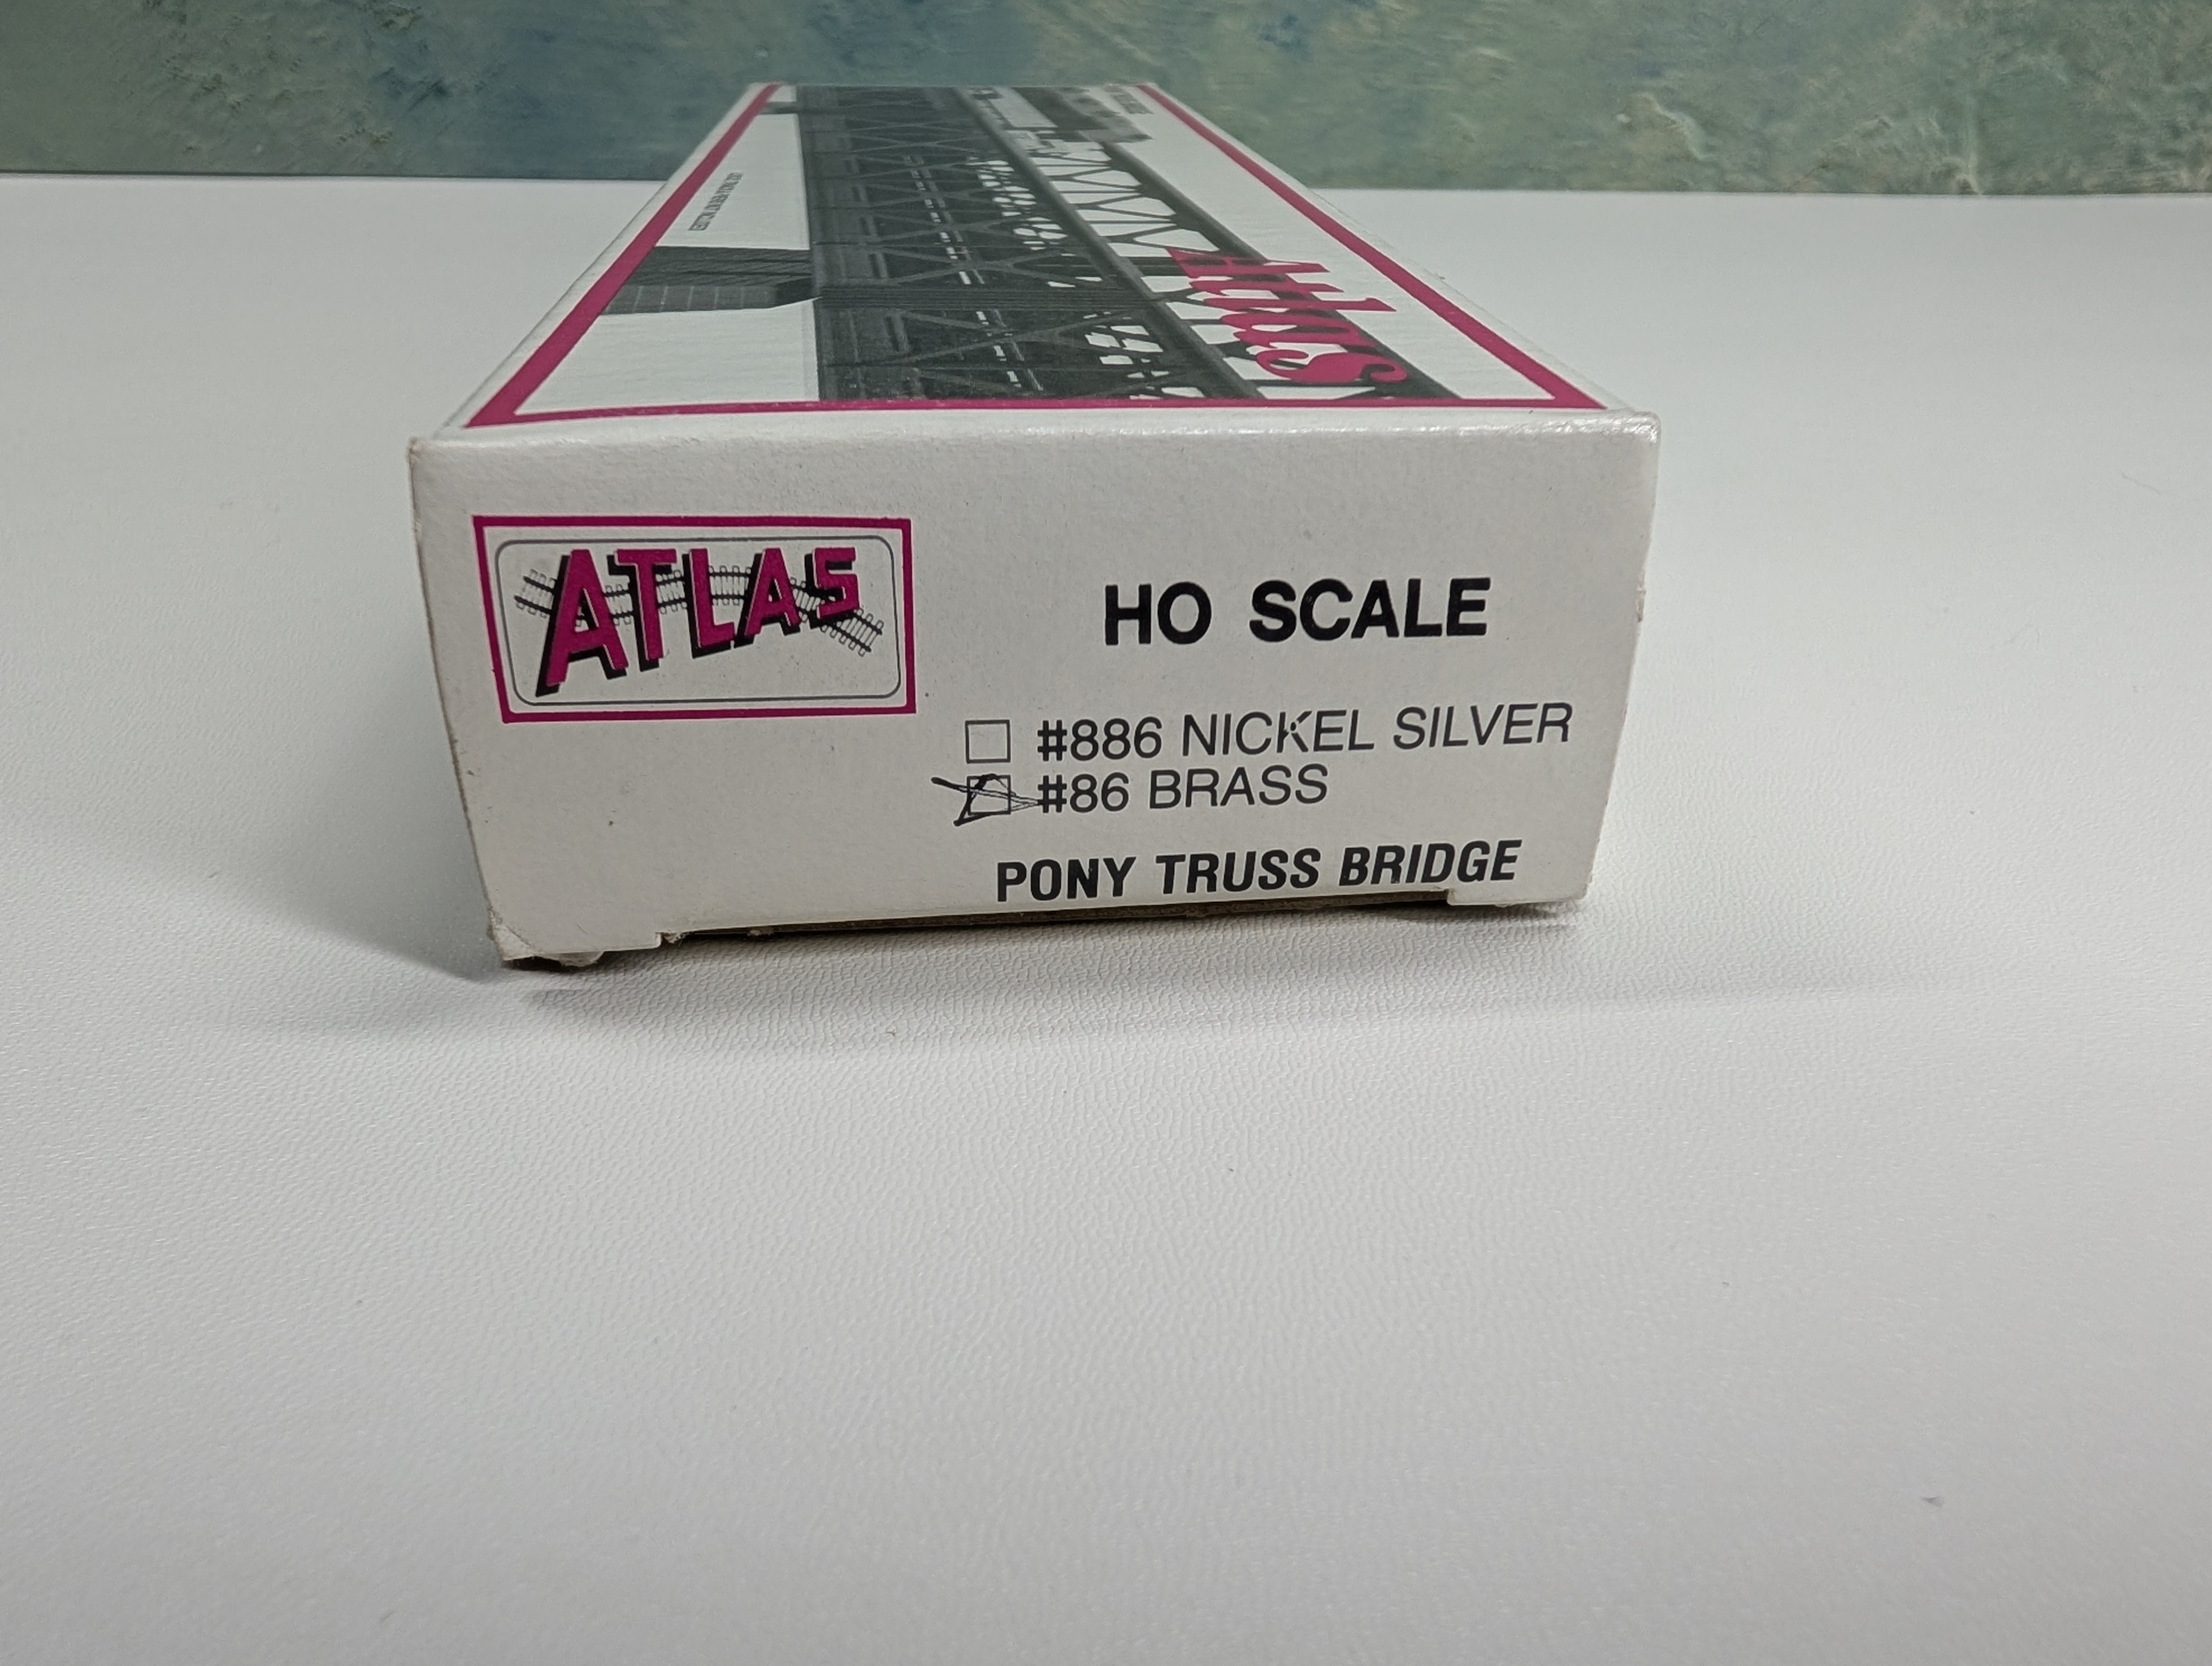 Atlas
ATLAS
HO SCALE
#886 NICKEL SILVER
#86 BRASS
PONY TRUSS BRIDGE